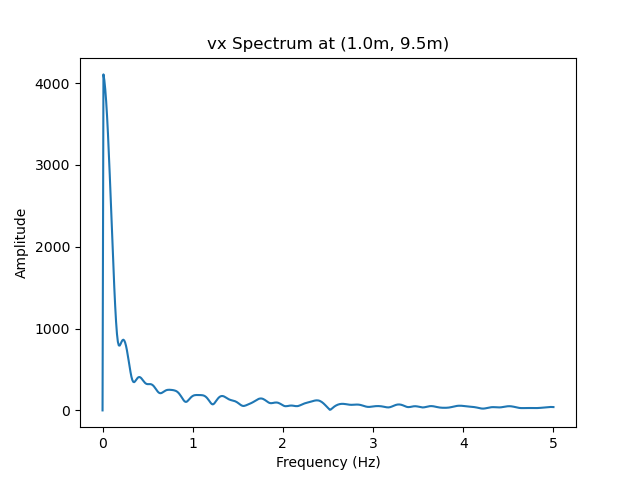 vx Spectrum at (1.0m, 9.5m)
4000
3000
2000
1000
0
Amplitude
0 1 2 3 4 5
Frequency (Hz)